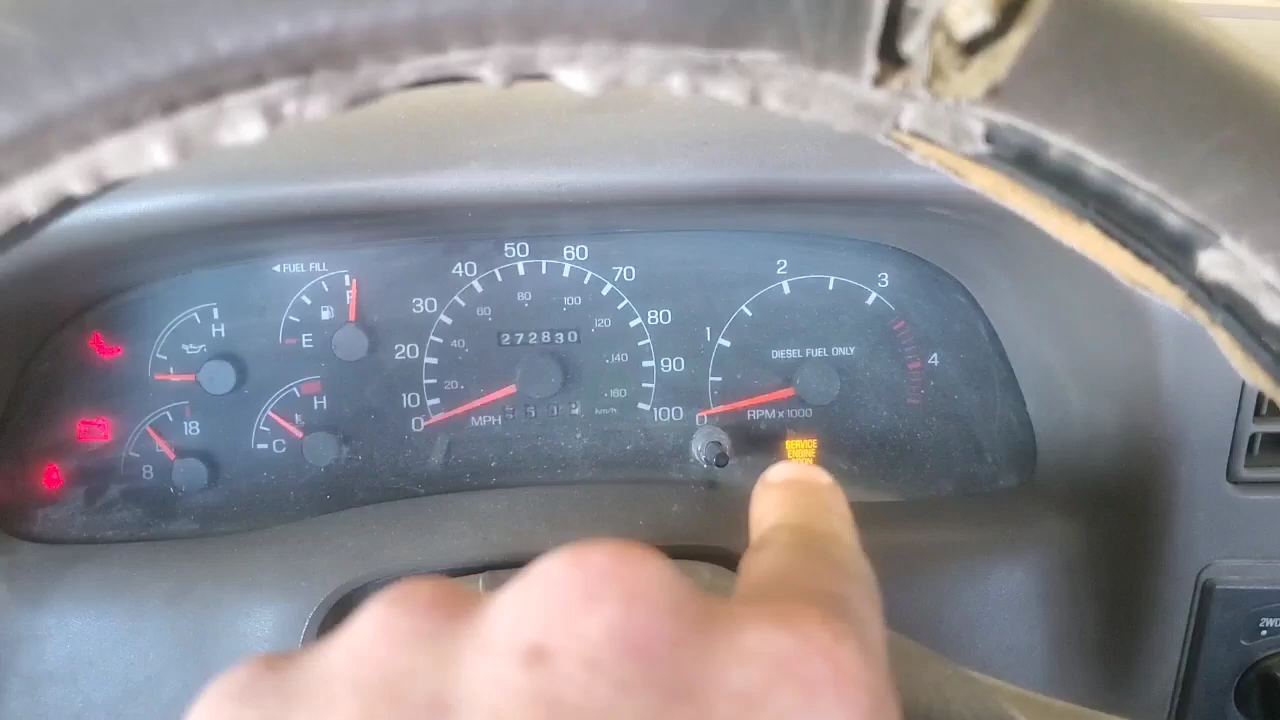 ◄ FUEL FILL
F
E
H
H
C
18
8
0
10
20
30
40
50
60
70
80
90
100
20
40
60
80
100
120
140
160
km/h
272830
MPH
0
1
2
3
4
DIESEL FUEL ONLY
RPM x 1000
SERVICE
ENGINE
2WD